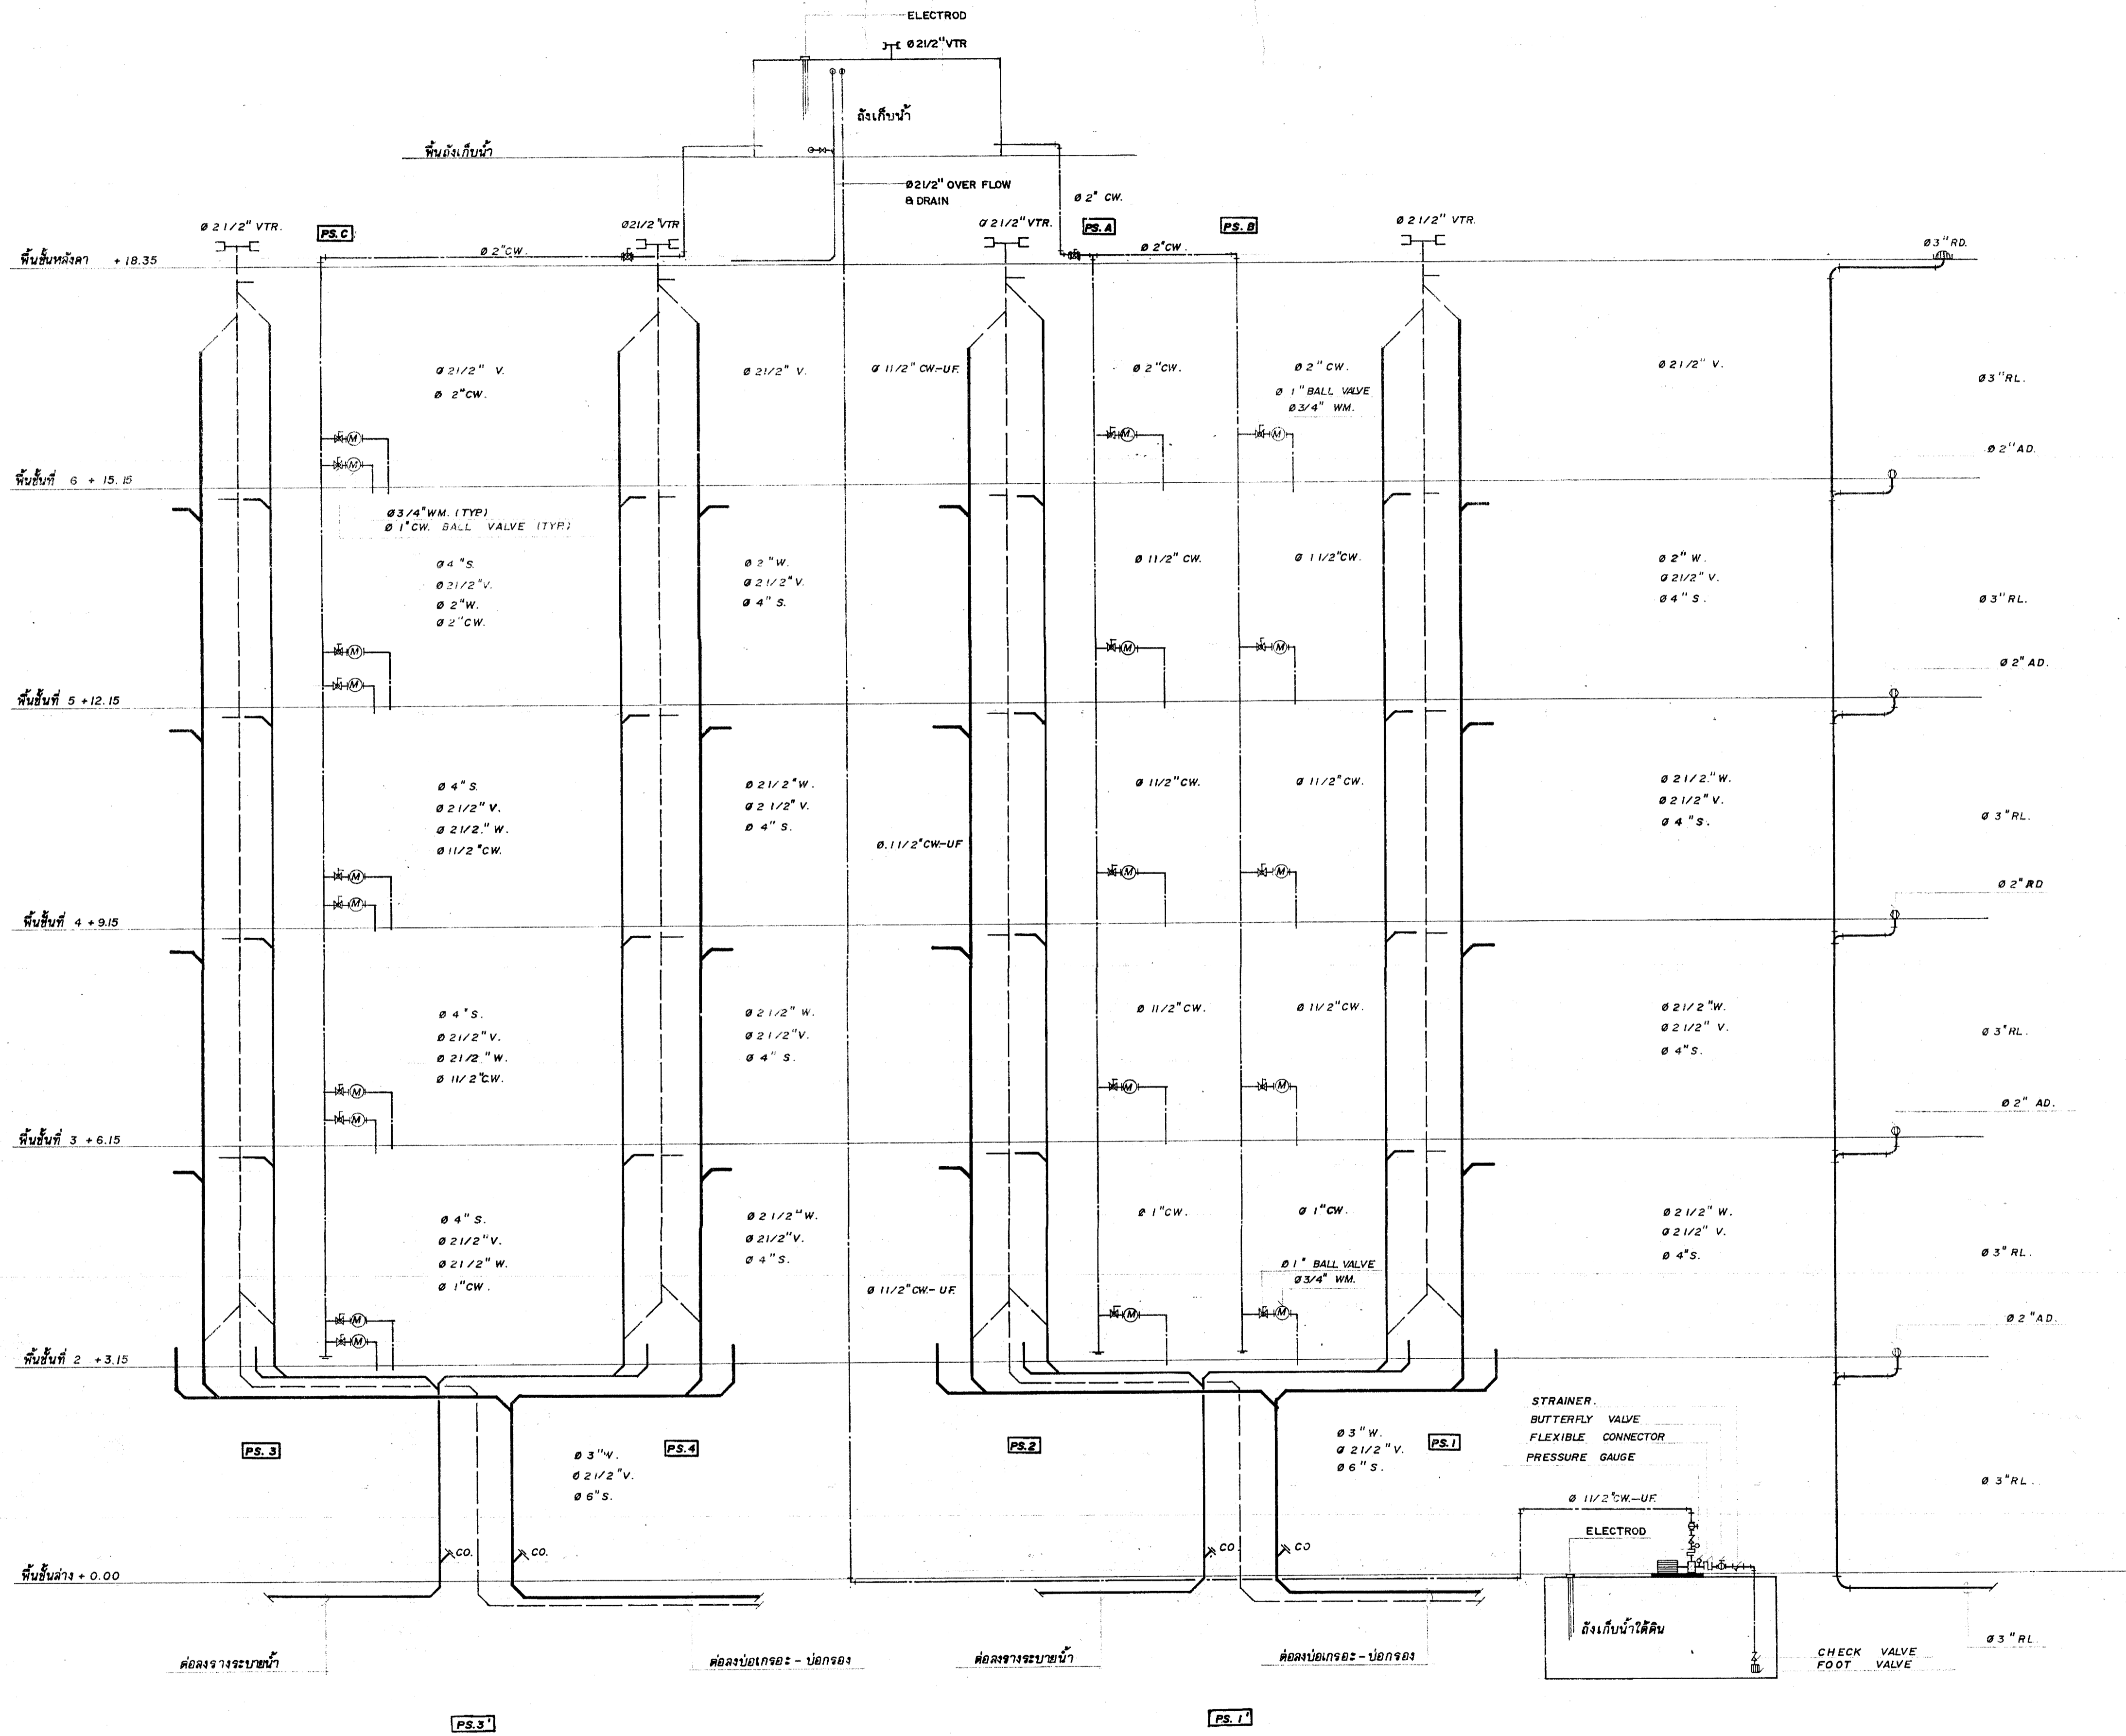 ELECTROD
Ø 2 1/2" VTR
ถังเก็บน้ำ
พื้นถังเก็บน้ำ
Ø 2 1/2" OVER FLOW
& DRAIN
Ø 2" CW.
Ø 2 1/2" VTR.
PS. C
Ø 2 1/2" VTR
Ø 2 1/2" VTR.
PS. A
PS. B
Ø 2 1/2" VTR.
Ø 3" RD.
พื้นชั้นหลังคา + 18.35
Ø 2" CW.
Ø 2" CW.
Ø 2 1/2" V.
Ø 2" CW.
Ø 2 1/2" V.
Ø 1 1/2" CW.-UF.
Ø 2" CW.
Ø 2" CW.
Ø 1" BALL VALVE
Ø 3/4" WM.
Ø 2 1/2" V.
Ø 3" RL.
M
M
M
M
Ø 2" AD.
พื้นชั้นที่ 6 + 15.15
Ø 3/4" WM. (TYP)
Ø 1" CW. BALL VALVE (TYP.)
Ø 4" S.
Ø 2 1/2" V.
Ø 2" W.
Ø 2" CW.
Ø 2" W.
Ø 2 1/2" V.
Ø 4" S.
Ø 1 1/2" CW.
Ø 1 1/2" CW.
Ø 2" W.
Ø 2 1/2" V.
Ø 4" S.
Ø 3" RL.
M
M
M
M
Ø 2" AD.
พื้นชั้นที่ 5 + 12.15
Ø 4" S.
Ø 2 1/2" V.
Ø 2 1/2." W.
Ø 1 1/2" CW.
Ø 2 1/2" W.
Ø 2 1/2" V.
Ø 4" S.
Ø 1 1/2" CW-UF
Ø 1 1/2" CW.
Ø 1 1/2" CW.
Ø 2 1/2." W.
Ø 2 1/2" V.
Ø 4" S.
Ø 3" RL.
M
M
M
M
Ø 2" RD
พื้นชั้นที่ 4 + 9.15
Ø 4" S.
Ø 2 1/2" V.
Ø 2 1/2" W.
Ø 1 1/2" CW.
Ø 2 1/2" W.
Ø 2 1/2" V.
Ø 4" S.
Ø 1 1/2" CW.
Ø 1 1/2" CW.
Ø 2 1/2" W.
Ø 2 1/2" V.
Ø 4" S.
Ø 3" RL.
M
M
M
M
Ø 2" AD.
พื้นชั้นที่ 3 + 6.15
Ø 4" S.
Ø 2 1/2" V.
Ø 2 1/2" W.
Ø 1" CW.
Ø 2 1/2" W.
Ø 2 1/2" V.
Ø 4" S.
Ø 1 1/2" CW.- UF.
Ø 1" CW.
Ø 1" CW.
Ø 1" BALL VALVE
Ø 3/4" WM.
Ø 2 1/2" W.
Ø 2 1/2" V.
Ø 4" S.
Ø 3" RL.
M
M
M
M
Ø 2" AD.
พื้นชั้นที่ 2 + 3.15
PS. 3
PS. 4
PS. 2
PS. 1
Ø 3" W.
Ø 2 1/2" V.
Ø 6" S.
Ø 3" W.
Ø 2 1/2" V.
Ø 6" S.
STRAINER.
BUTTERFLY VALVE
FLEXIBLE CONNECTOR
PRESSURE GAUGE
Ø 3" RL.
Ø 1 1/2" CW.-UF.
ELECTROD
CO.
CO.
CO
CO
พื้นชั้นล่าง + 0.00
ถังเก็บน้ำใต้ดิน
ต่อลงรางระบายน้ำ
ต่อลงบ่อเกรอะ - บ่อกรอง
ต่อลงรางระบายน้ำ
ต่อลงบ่อเกรอะ - บ่อกรอง
Ø 3" RL.
CHECK VALVE
FOOT VALVE
PS. 3'
PS. 1'